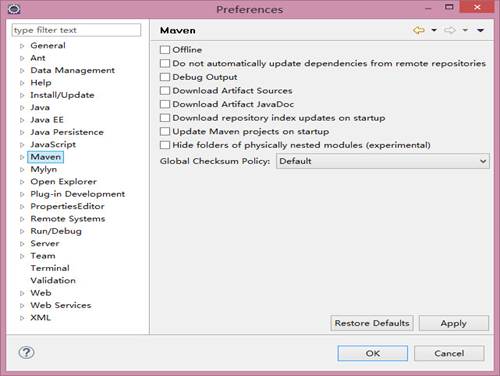 Preferences
type filter text
General
Ant
Data Management
Help
Install/Update
Java
Java EE
Java Persistence
JavaScript
Maven
Mylyn
Open Explorer
Plug-in Development
PropertiesEditor
Remote Systems
Run/Debug
Server
Team
Terminal
Validation
Web
Web Services
XML
Maven
Offline
Do not automatically update dependencies from remote repositories
Debug Output
Download Artifact Sources
Download Artifact JavaDoc
Download repository index updates on startup
Update Maven projects on startup
Hide folders of physically nested modules (experimental)
Global Checksum Policy: Default
Restore Defaults Apply
OK Cancel